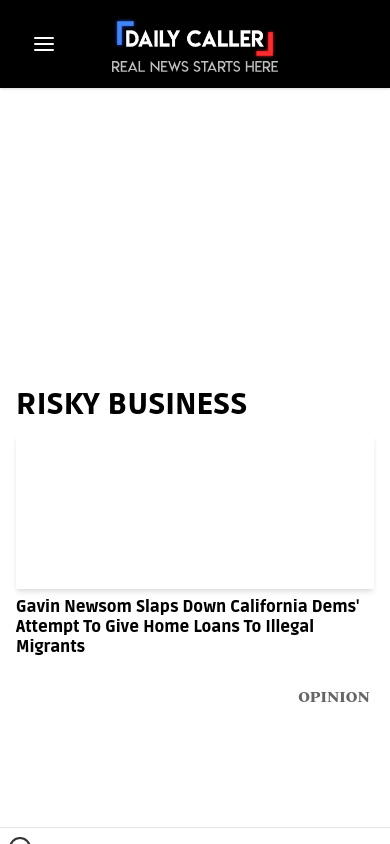 DAILY CALLER
REAL NEWS STARTS HERE
RISKY BUSINESS
Gavin Newsom Slaps Down California Dems'
Attempt To Give Home Loans To Illegal
Migrants
OPINION